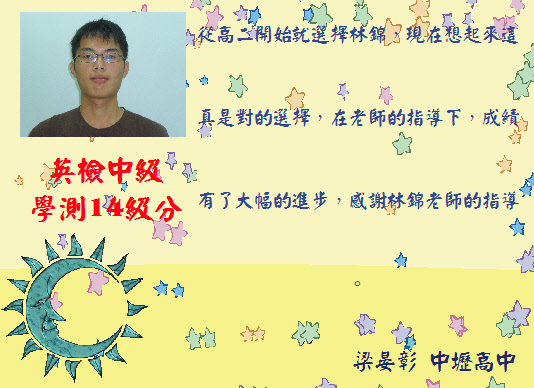 從高二開始就選擇林錦，現在想起來這
真是對的選擇，在老師的指導下，成績
英檢中級
學測14級分
有了大幅的進步，感謝林錦老師的指導
。
梁晏彰 中壢高中